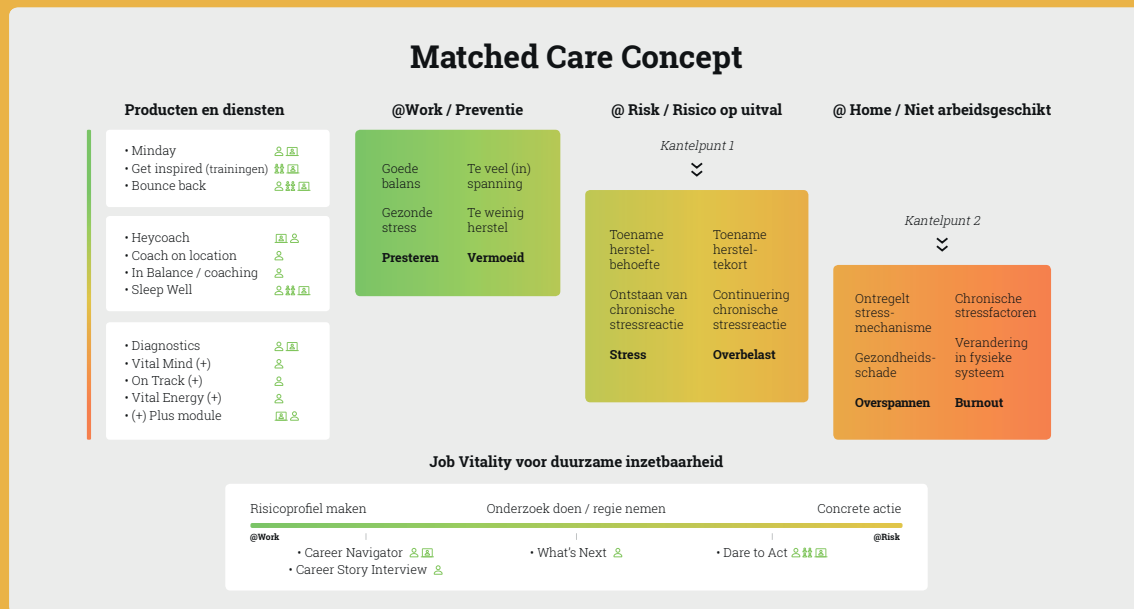 Matched Care Concept
Producten en diensten
• Minday
• Get inspired (trainingen)
• Bounce back
• Heycoach
• Coach on location
• In Balance / coaching
• Sleep Well
• Diagnostics
• Vital Mind (+)
• On Track (+)
• Vital Energy (+)
• (+) Plus module
@Work / Preventie
Goede
balans
Gezonde
stress
Presteren
Te veel (in)
spanning
Te weinig
herstel
Vermoeid
@ Risk / Risico op uitval
Kantelpunt 1
Toename
herstel-
behoefte
Ontstaan van
chronische
stressreactie
Stress
Toename
herstel-
tekort
Continuering
chronische
stressreactie
Overbelast
@ Home / Niet arbeidsgeschikt
Kantelpunt 2
Ontregelt
stress-
mechanisme
Gezondheids-
schade
Overspannen
Chronische
stressfactoren
Verandering
in fysieke
systeem
Burnout
Job Vitality voor duurzame inzetbaarheid
Risicoprofiel maken
Onderzoek doen / regie nemen
Concrete actie
@Work
@Risk
• Career Navigator
• Career Story Interview
• What's Next
• Dare to Act